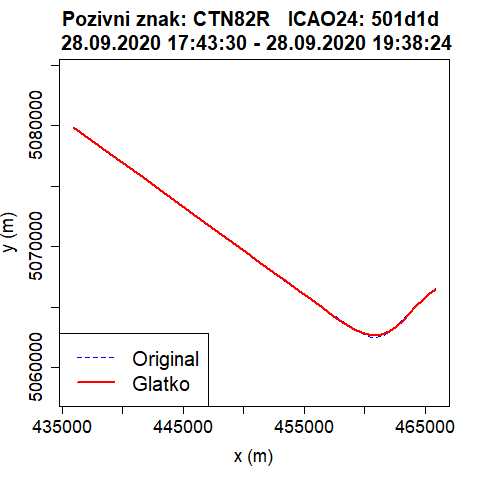 Pozivni znak: CTN82R   ICAO24: 501d1d
28.09.2020 17:43:30 - 28.09.2020 19:38:24
y (m)
5080000
5070000
5060000
Original
Glatko
435000 445000 455000 465000
x (m)